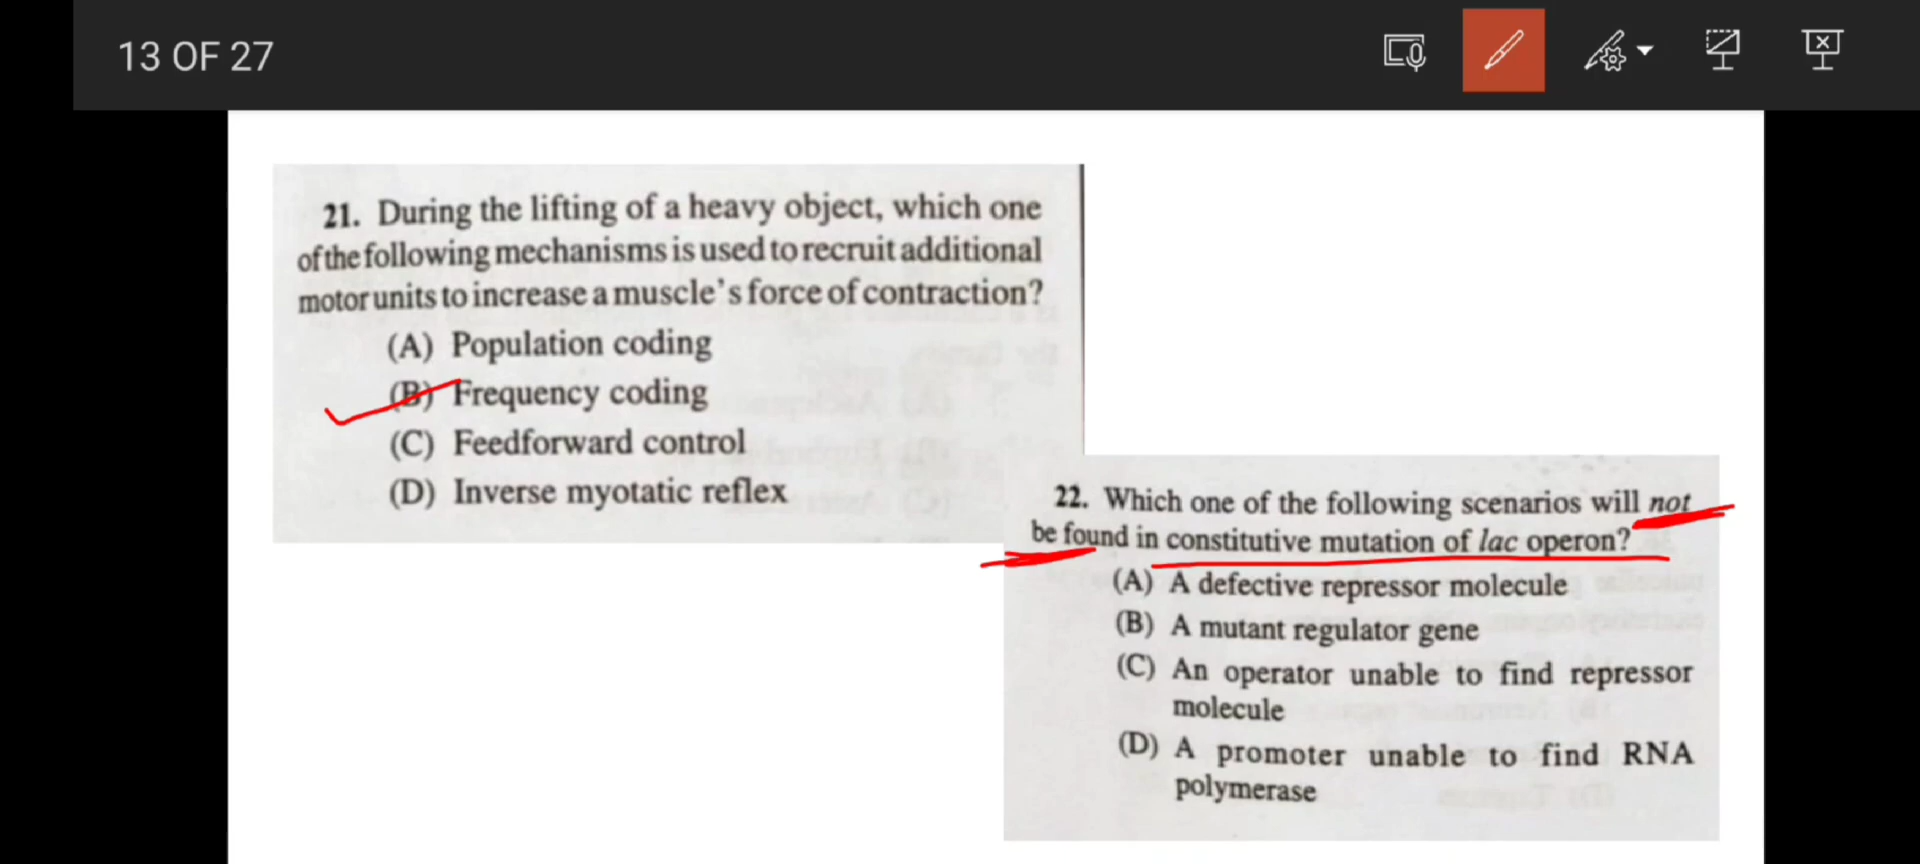 13 OF 27
21. During the lifting of a heavy object, which one
of the following mechanisms is used to recruit additional
motor units to increase a muscle's force of contraction?
(A) Population coding
(B) Frequency coding
(C) Feedforward control
(D) Inverse myotatic reflex
22. Which one of the following scenarios will not
be found in constitutive mutation of lac operon?
(A) A defective repressor molecule
(B) A mutant regulator gene
(C) An operator unable to find repressor
molecule
(D) A promoter unable to find RNA
polymerase